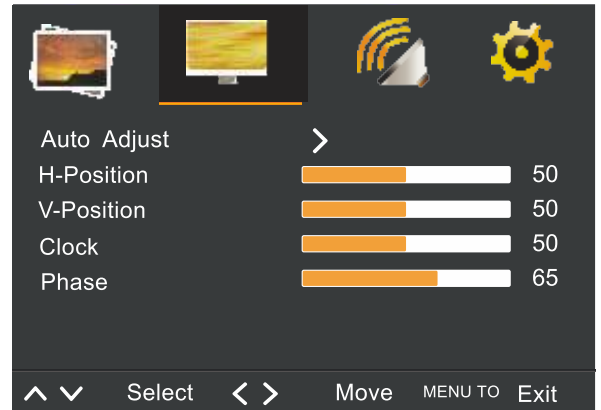 Auto Adjust
H-Position 50
V-Position 50
Clock 50
Phase 65
Select Move MENU TO Exit